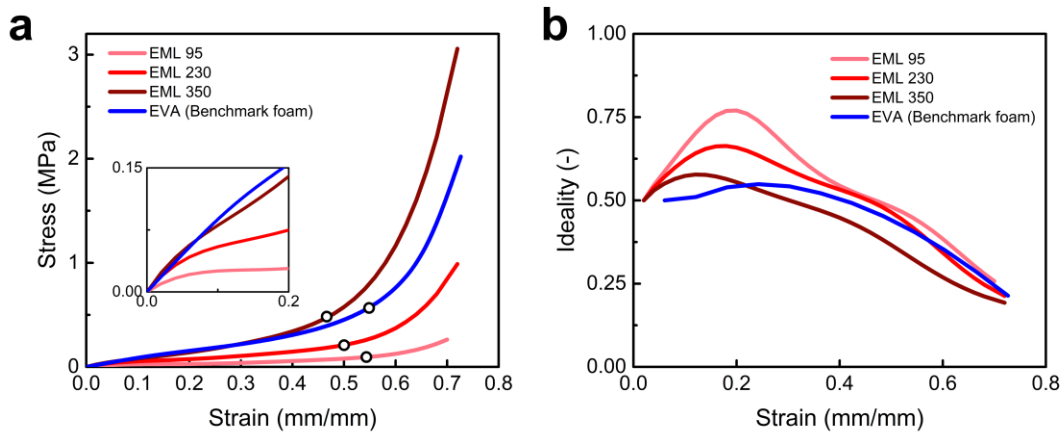 a
Stress (MPa)
3
2
1
0
EML 95
EML 230
EML 350
EVA (Benchmark foam)
0.15
0.00
0.0
0.2
0.0 0.1 0.2 0.3 0.4 0.5 0.6 0.7 0.8
Strain (mm/mm)
b
Ideality (-)
1.00
0.75
0.50
0.25
0.00
EML 95
EML 230
EML 350
EVA (Benchmark foam)
0.0 0.2 0.4 0.6 0.8
Strain (mm/mm)